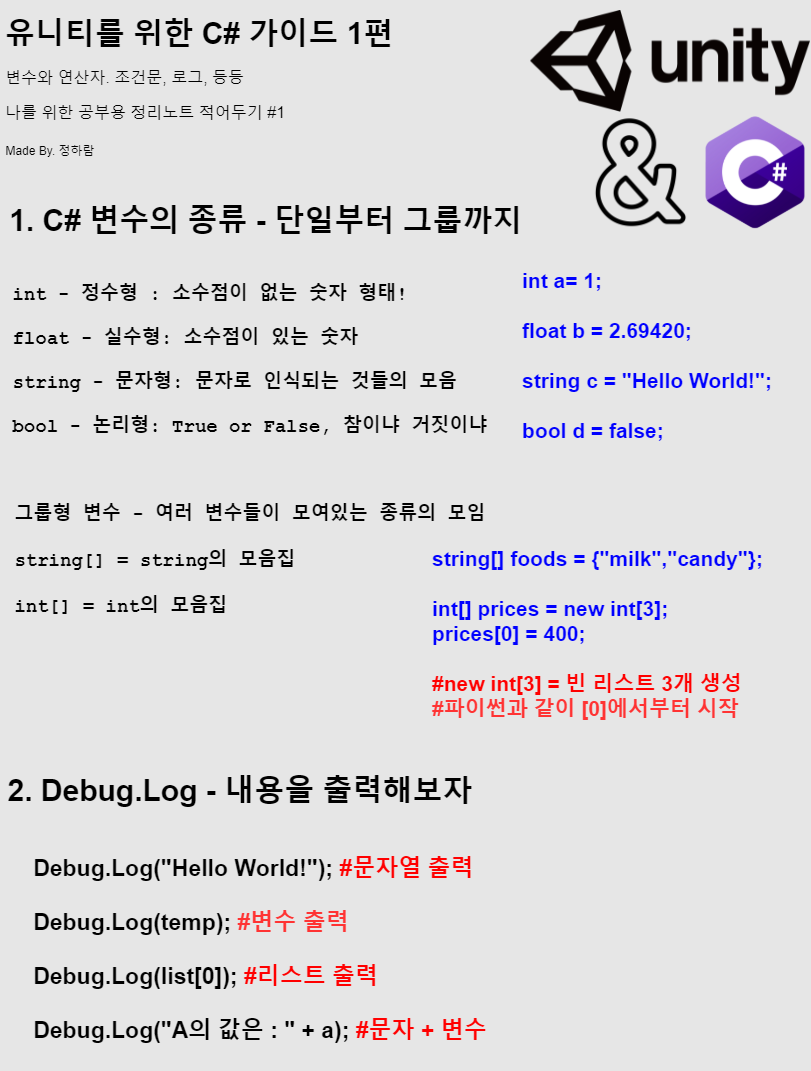 유니티를 위한 C# 가이드 1편
변수와 연산자. 조건문, 로그, 등등
나를 위한 공부용 정리노트 적어두기 #1
Made By. 정하람
unity
&
C#
1. C# 변수의 종류 - 단일부터 그룹까지
int - 정수형 : 소수점이 없는 숫자 형태!
int a= 1;
float - 실수형: 소수점이 있는 숫자
float b = 2.69420;
string - 문자형: 문자로 인식되는 것들의 모음
string c = "Hello World!";
bool - 논리형: True or False, 참이냐 거짓이냐
bool d = false;
그룹형 변수 - 여러 변수들이 모여있는 종류의 모임
string[] = string의 모음집
string[] foods = {"milk","candy"};
int[] = int의 모음집
int[] prices = new int[3];
prices[0] = 400;
#new int[3] = 빈 리스트 3개 생성
#파이썬과 같이 [0]에서부터 시작
2. Debug.Log - 내용을 출력해보자
Debug.Log("Hello World!"); #문자열 출력
Debug.Log(temp); #변수 출력
Debug.Log(list[0]); #리스트 출력
Debug.Log("A의 값은 : " + a); #문자 + 변수